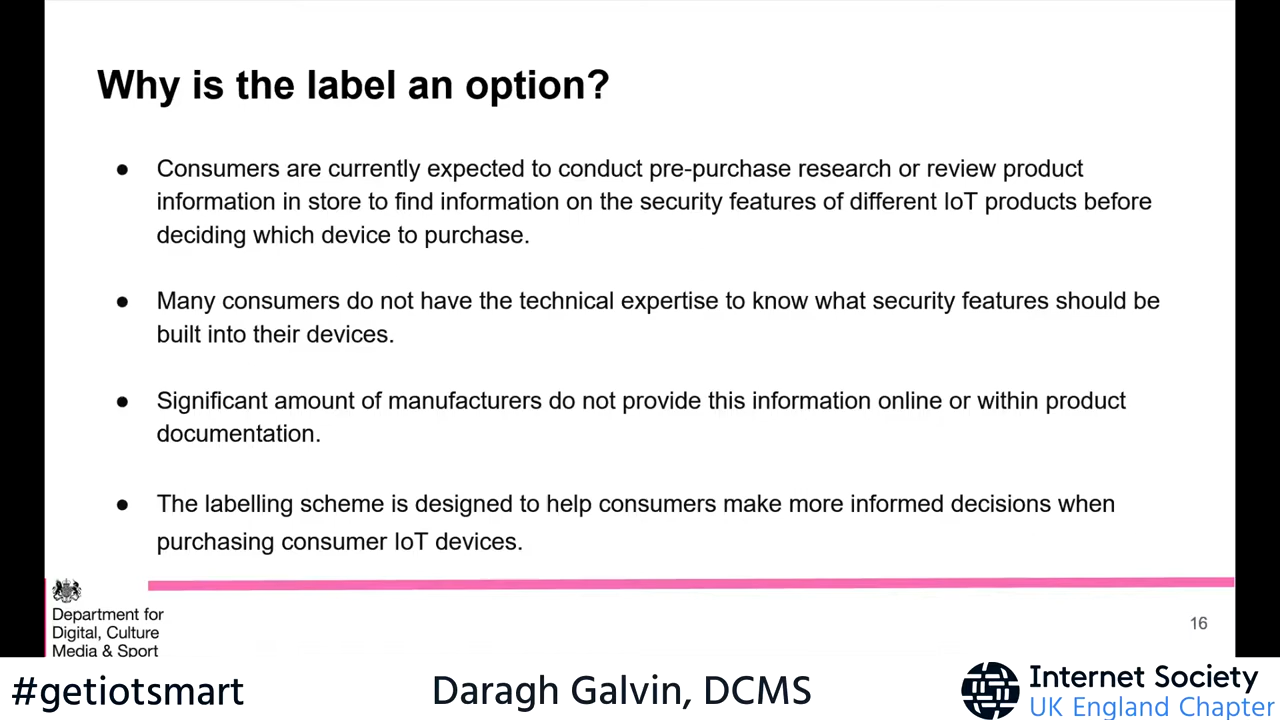 Why is the label an option?
● Consumers are currently expected to conduct pre-purchase research or review product
information in store to find information on the security features of different IoT products before
deciding which device to purchase.
● Many consumers do not have the technical expertise to know what security features should be
built into their devices.
● Significant amount of manufacturers do not provide this information online or within product
documentation.
● The labelling scheme is designed to help consumers make more informed decisions when
purchasing consumer IoT devices.
Department for
Digital, Culture
Media & Sport
16
#getiotsmart
Daragh Galvin, DCMS
Internet Society
UK England Chapter